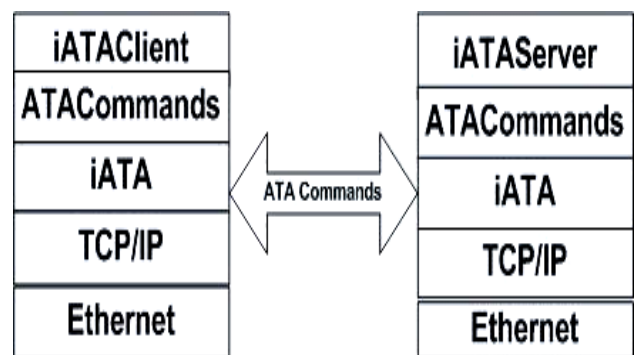 iATAClient
ATACommands
iATA
TCP/IP
Ethernet
ATA Commands
iATAServer
ATACommands
iATA
TCP/IP
Ethernet